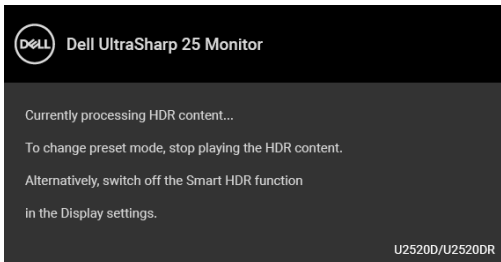 DELL Dell UltraSharp 25 Monitor
Currently processing HDR content...
To change preset mode, stop playing the HDR content.
Alternatively, switch off the Smart HDR function
in the Display settings.
U2520D/U2520DR